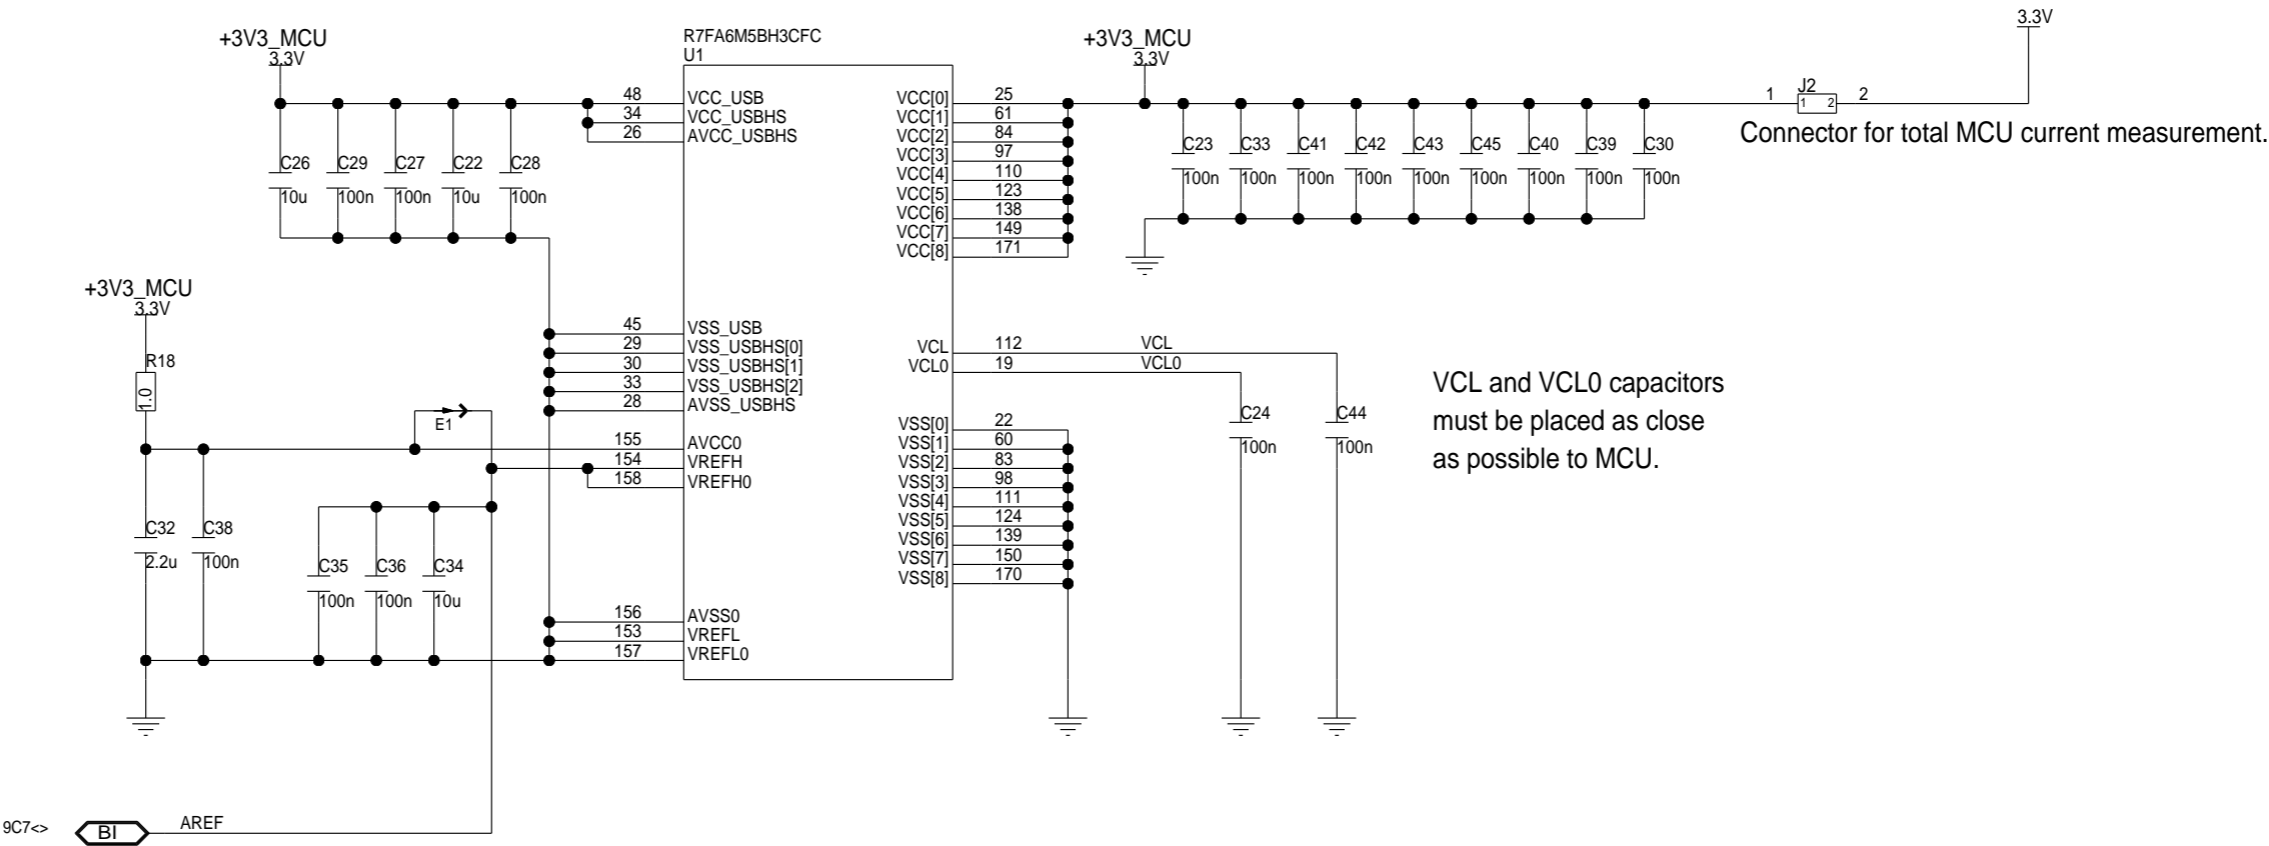 3.3V
+3V3_MCU
3.3V
R7FA6M5BH3CFC
U1
+3V3_MCU
3.3V
48 VCC_USB
34 VCC_USBHS
26 AVCC_USBHS
VCC[0] 25
VCC[1] 61
VCC[2] 84
VCC[3] 97
VCC[4] 110
VCC[5] 123
VCC[6] 138
VCC[7] 149
VCC[8] 171
J2
1 1 2 2
Connector for total MCU current measurement.
C26 C29 C27 C22 C28
10u 100n 100n 10u 100n
C23 C33 C41 C42 C43 C45 C40 C39 C30
100n 100n 100n 100n 100n 100n 100n 100n 100n
+3V3_MCU
3.3V
R18
1.0
45 VSS_USB
29 VSS_USBHS[0]
30 VSS_USBHS[1]
33 VSS_USBHS[2]
28 AVSS_USBHS
E1
155 AVCC0
154 VREFH
158 VREFH0
VCL 112 VCL
VCL0 19 VCL0
C24 C44
100n 100n
VCL and VCL0 capacitors
must be placed as close
as possible to MCU.
VSS[0] 22
VSS[1] 60
VSS[2] 83
VSS[3] 98
VSS[4] 111
VSS[5] 124
VSS[6] 139
VSS[7] 150
VSS[8] 170
C32 C38
2.2u 100n
C35 C36 C34
100n 100n 10u
156 AVSS0
153 VREFL
157 VREFL0
9C7<> BI AREF